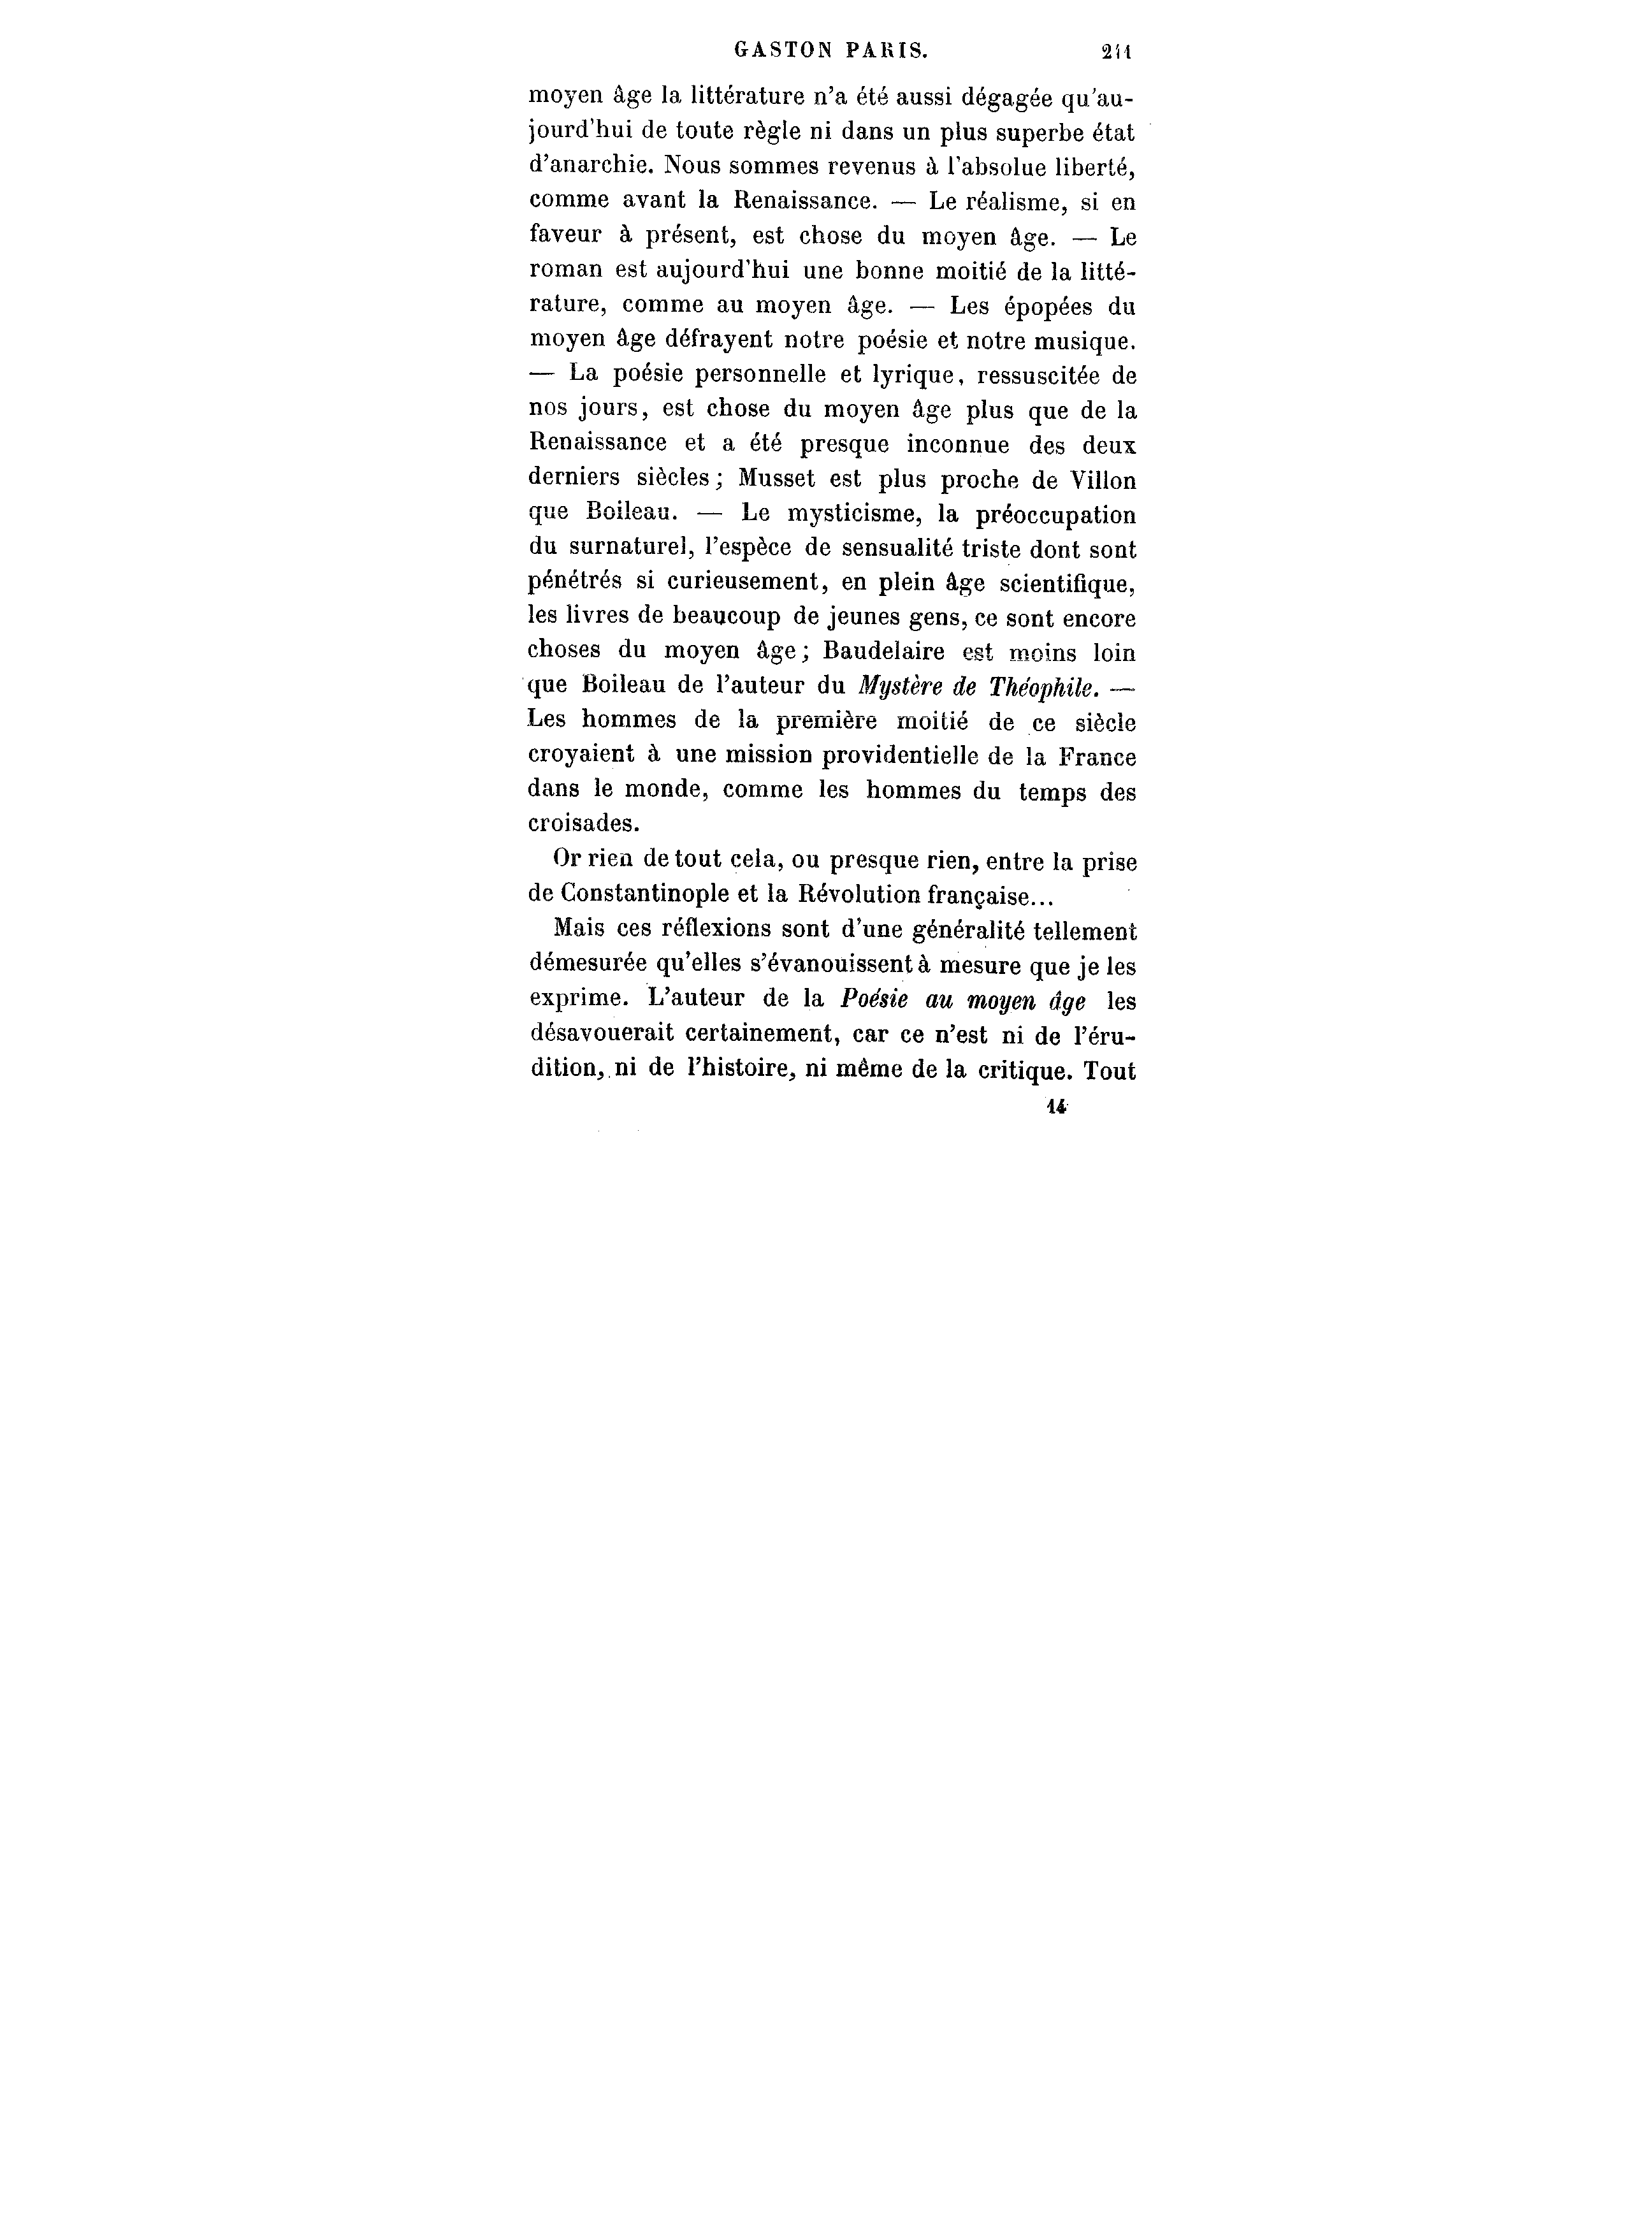 GASTON PARIS. 211
moyen âge la littérature n'a été aussi dégagée qu'au-
jourd'hui de toute règle ni dans un plus superbe état
d'anarchie. Nous sommes revenus à l'absolue liberté,
comme avant la Renaissance. — Le réalisme, si en
faveur à présent, est chose du moyen âge. — Le
roman est aujourd'hui une bonne moitié de la litté-
rature, comme au moyen âge. — Les épopées du
moyen âge défrayent notre poésie et notre musique.
— La poésie personnelle et lyrique, ressuscitée de
nos jours, est chose du moyen âge plus que de la
Renaissance et a été presque inconnue des deux
derniers siècles; Musset est plus proche de Villon
que Boileau. — Le mysticisme, la préoccupation
du surnaturel, l'espèce de sensualité triste dont sont
pénétrés si curieusement, en plein âge scientifique,
les livres de beaucoup de jeunes gens, ce sont encore
choses du moyen âge; Baudelaire est moins loin
que Boileau de l'auteur du Mystère de Théophile. —
Les hommes de la première moitié de ce siècle
croyaient à une mission providentielle de la France
dans le monde, comme les hommes du temps des
croisades.
Or rien de tout cela, ou presque rien, entre la prise
de Constantinople et la Révolution française...
Mais ces réflexions sont d'une généralité tellement
démesurée qu'elles s'évanouissent à mesure que je les
exprime. L'auteur de la Poésie au moyen âge les
désavouerait certainement, car ce n'est ni de l'éru-
dition, ni de l'histoire, ni même de la critique. Tout
14